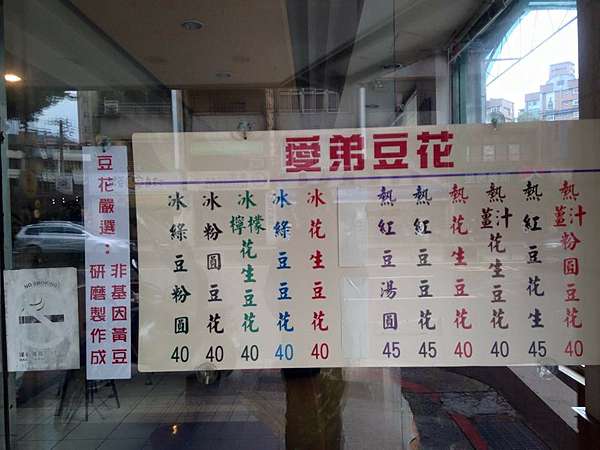 愛弟豆花
熱薑汁粉圓豆花 40
熱紅豆花生 45
熱薑汁花生豆花 40
熱花生豆花 40
熱紅豆豆花 45
熱紅豆湯圓 45
冰花生豆花 40
冰綠豆豆花 40
冰檸檬花生豆花 40
冰粉圓豆花 40
冰綠豆粉圓 40
豆花嚴選：非基因黃豆
研磨製作成
NO SMOKING